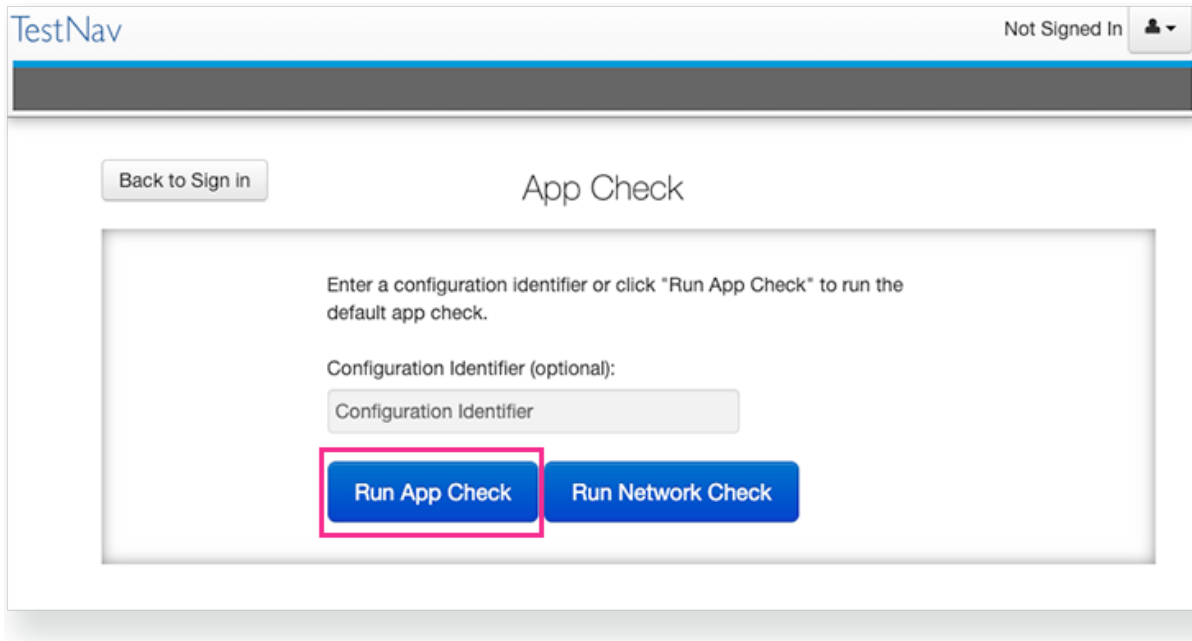 TestNav
Not Signed In
Back to Sign in
App Check
Enter a configuration identifier or click "Run App Check" to run the
default app check.
Configuration Identifier (optional):
Configuration Identifier
Run App Check
Run Network Check